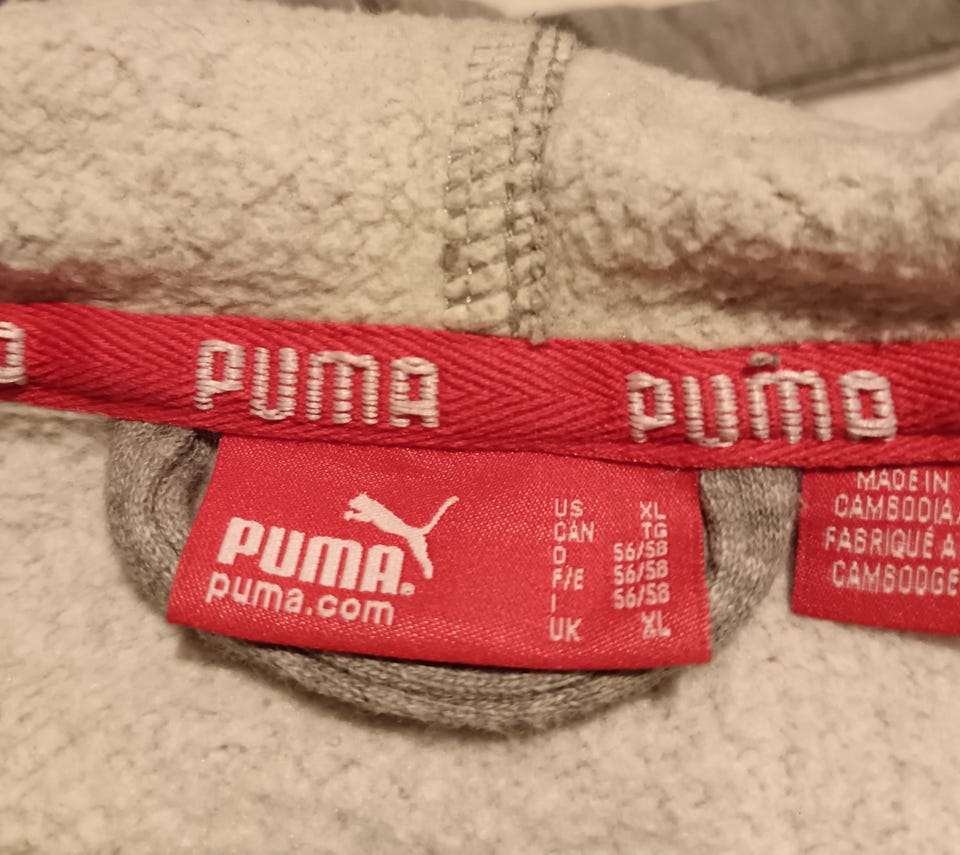 PUMA PUMA
PUMA
puma.com
US XL
CAN TG
D 56/58
F/E 56/58
I 56/58
UK XL
MADE IN
CAMBODIA/
FABRIQUÉ A
CAMBODGE